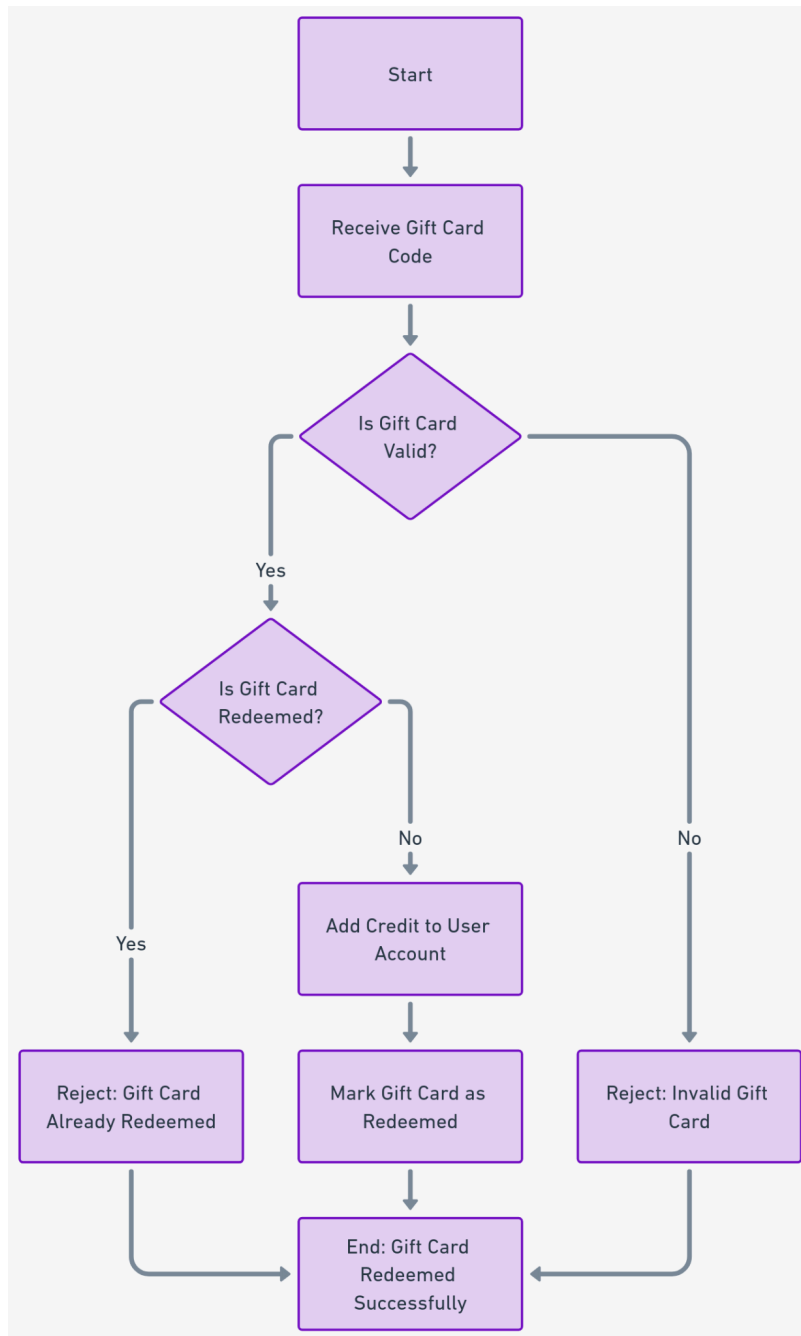 Start
Receive Gift Card
Code
Is Gift Card
Valid?
Yes
Is Gift Card
Redeemed?
No
No
Add Credit to User
Account
Yes
Reject: Gift Card
Already Redeemed
Mark Gift Card as
Redeemed
Reject: Invalid Gift
Card
End: Gift Card
Redeemed
Successfully